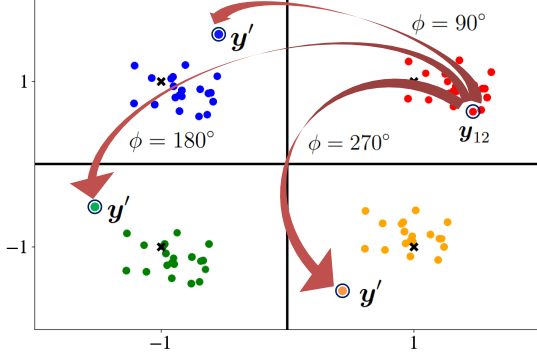 ϕ = 90°
y′
1
y₁₂
ϕ = 180°
ϕ = 270°
y′
−1
y′
−1
1